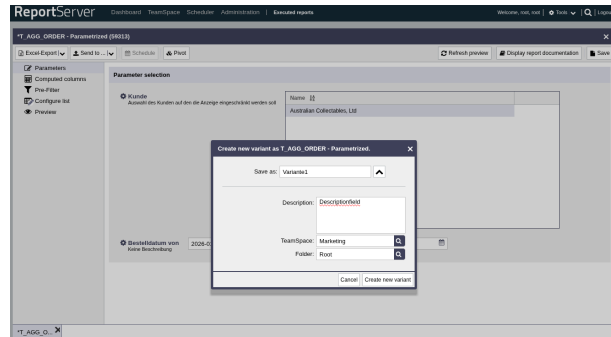 ReportServer Dashboard TeamSpace Scheduler Administration | Executed reports Welcome, root, root | Tools | Logout
*T_AGG_ORDER - Parametrized (59313)
Excel-Export Send to ... Schedule Pivot Refresh preview Display report documentation Save
Parameters
Computed columns
Pre-Filter
Configure list
Preview
Parameter selection
Kunde
Auswahl des Kunden auf den die Anzeige eingeschränkt werden soll
Name
Australian Collectables, Ltd
Create new variant as T_AGG_ORDER - Parametrized.
Save as: Variante1
Description: Descriptionfield
TeamSpace: Marketing
Folder: Root
Cancel Create new variant
Bestelldatum von
Keine Beschreibung
*T_AGG_O...